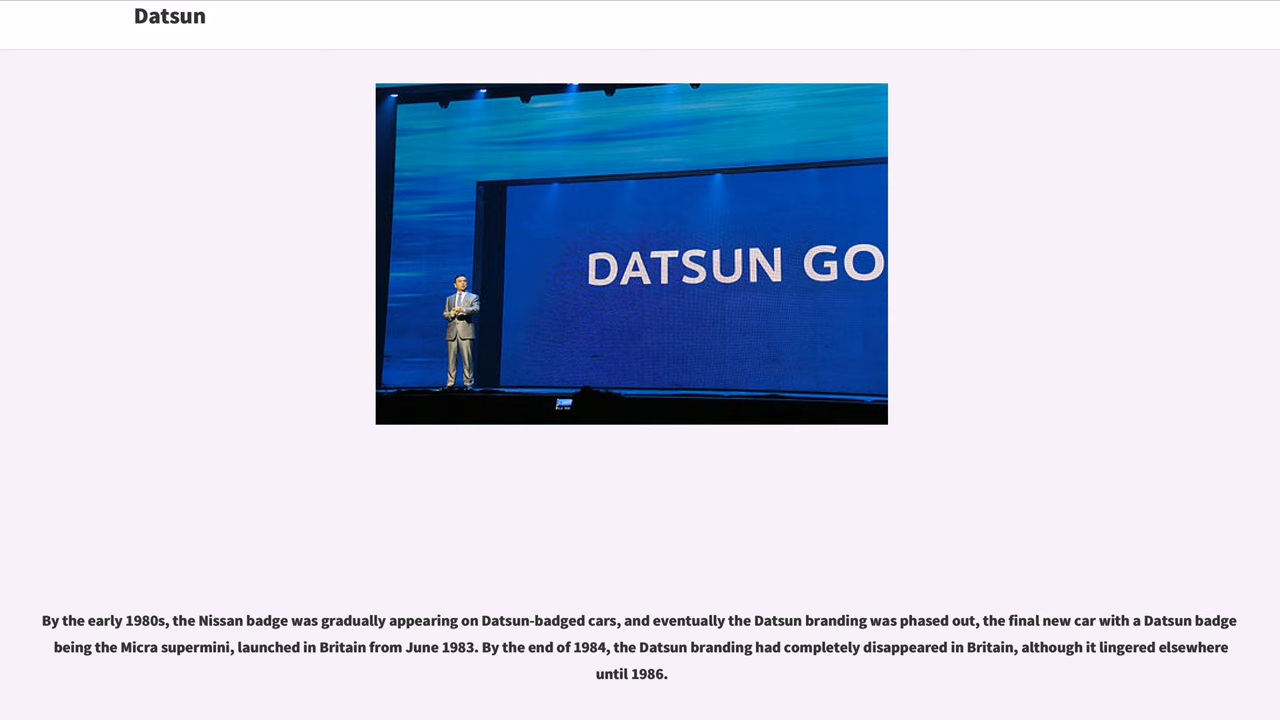 Datsun
DATSUN GO
By the early 1980s, the Nissan badge was gradually appearing on Datsun-badged cars, and eventually the Datsun branding was phased out, the final new car with a Datsun badge
being the Micra supermini, launched in Britain from June 1983. By the end of 1984, the Datsun branding had completely disappeared in Britain, although it lingered elsewhere
until 1986.